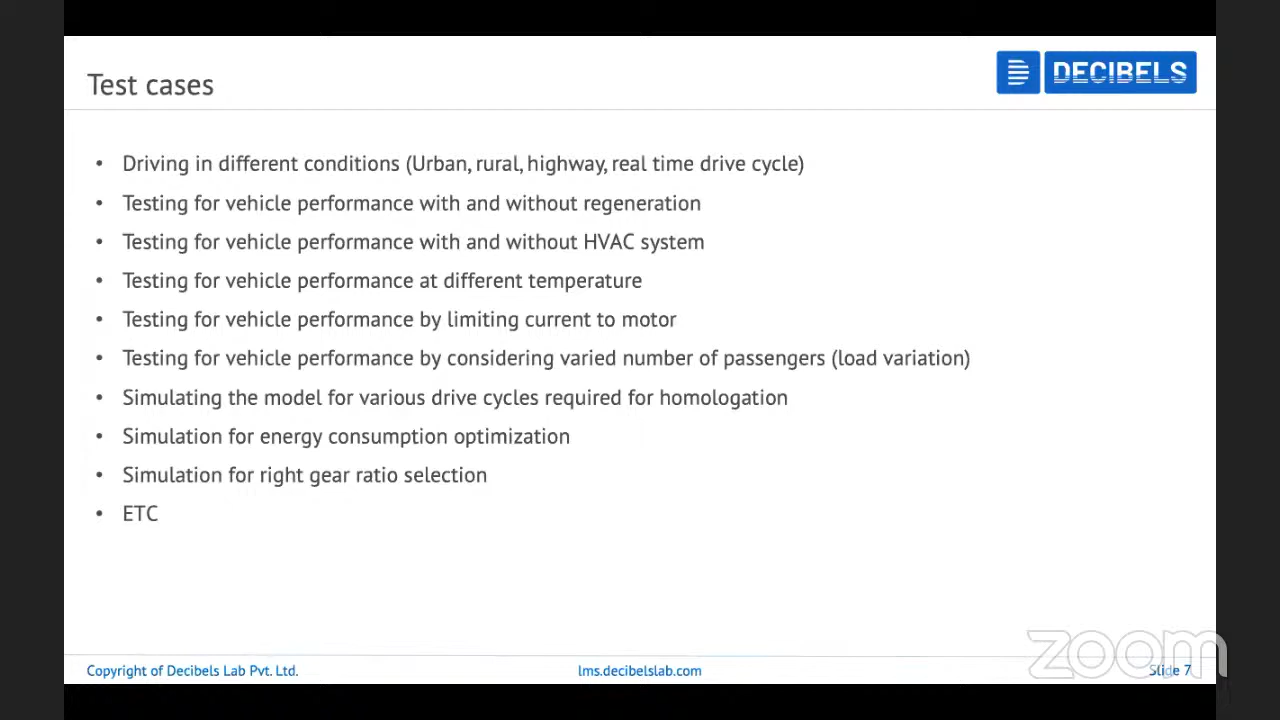 Test cases
DECIBELS
• Driving in different conditions (Urban, rural, highway, real time drive cycle)
• Testing for vehicle performance with and without regeneration
• Testing for vehicle performance with and without HVAC system
• Testing for vehicle performance at different temperature
• Testing for vehicle performance by limiting current to motor
• Testing for vehicle performance by considering varied number of passengers (load variation)
• Simulating the model for various drive cycles required for homologation
• Simulation for energy consumption optimization
• Simulation for right gear ratio selection
• ETC
Copyright of Decibels Lab Pvt. Ltd.
lms.decibelslab.com
Slide 7
zoom